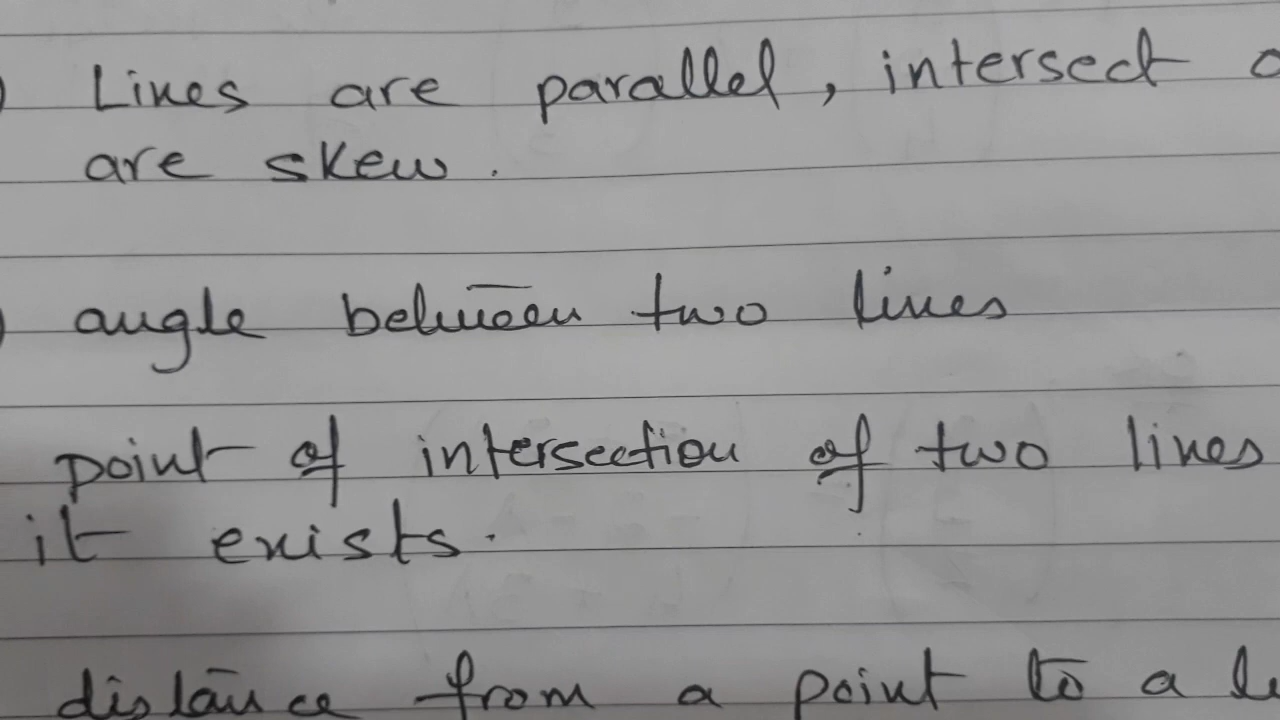 Lines are parallel, intersect
are skew.
angle between two lines
point of intersection of two lines
it exists.
distance from a point to a